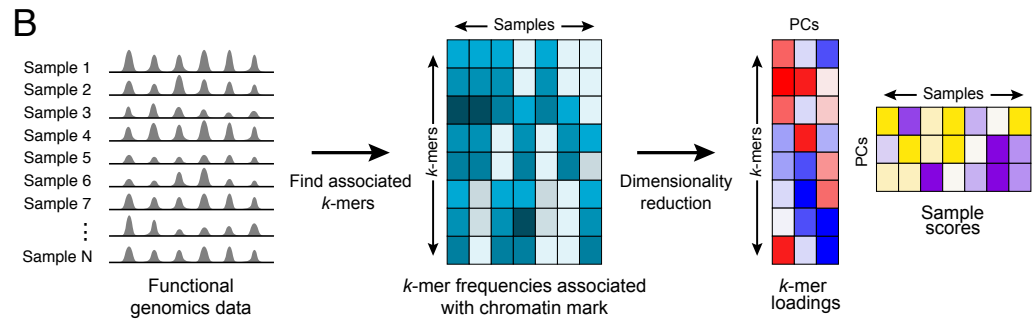 B
Sample 1
Sample 2
Sample 3
Sample 4
Sample 5
Sample 6
Sample 7
⋮
Sample N
Functional
genomics data
Find associated
k-mers
Samples
k-mers
k-mer frequencies associated
with chromatin mark
Dimensionality
reduction
PCs
k-mers
k-mer
loadings
Samples
PCs
Sample
scores